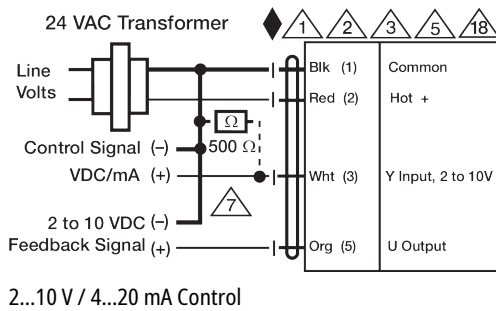 24 VAC Transformer
1 2 3 5 18
Line
Volts
Blk (1) Common
Red (2) Hot +
Ω
500 Ω
Control Signal (–)
VDC/mA (+)
Wht (3) Y Input, 2 to 10V
7
2 to 10 VDC (–)
Feedback Signal (+)
Org (5) U Output
2...10 V / 4...20 mA Control